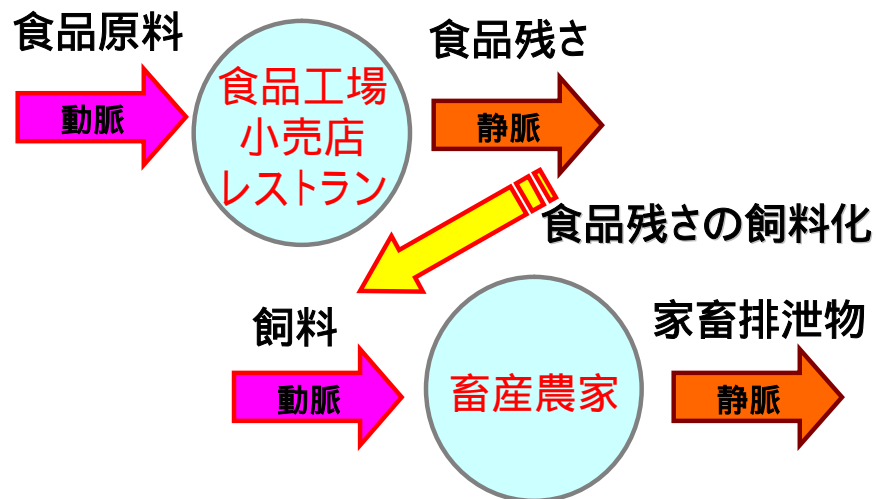 食品原料
動脈
食品工場
小売店
レストラン
食品残さ
静脈
食品残さの飼料化
飼料
動脈
畜産農家
家畜排泄物
静脈